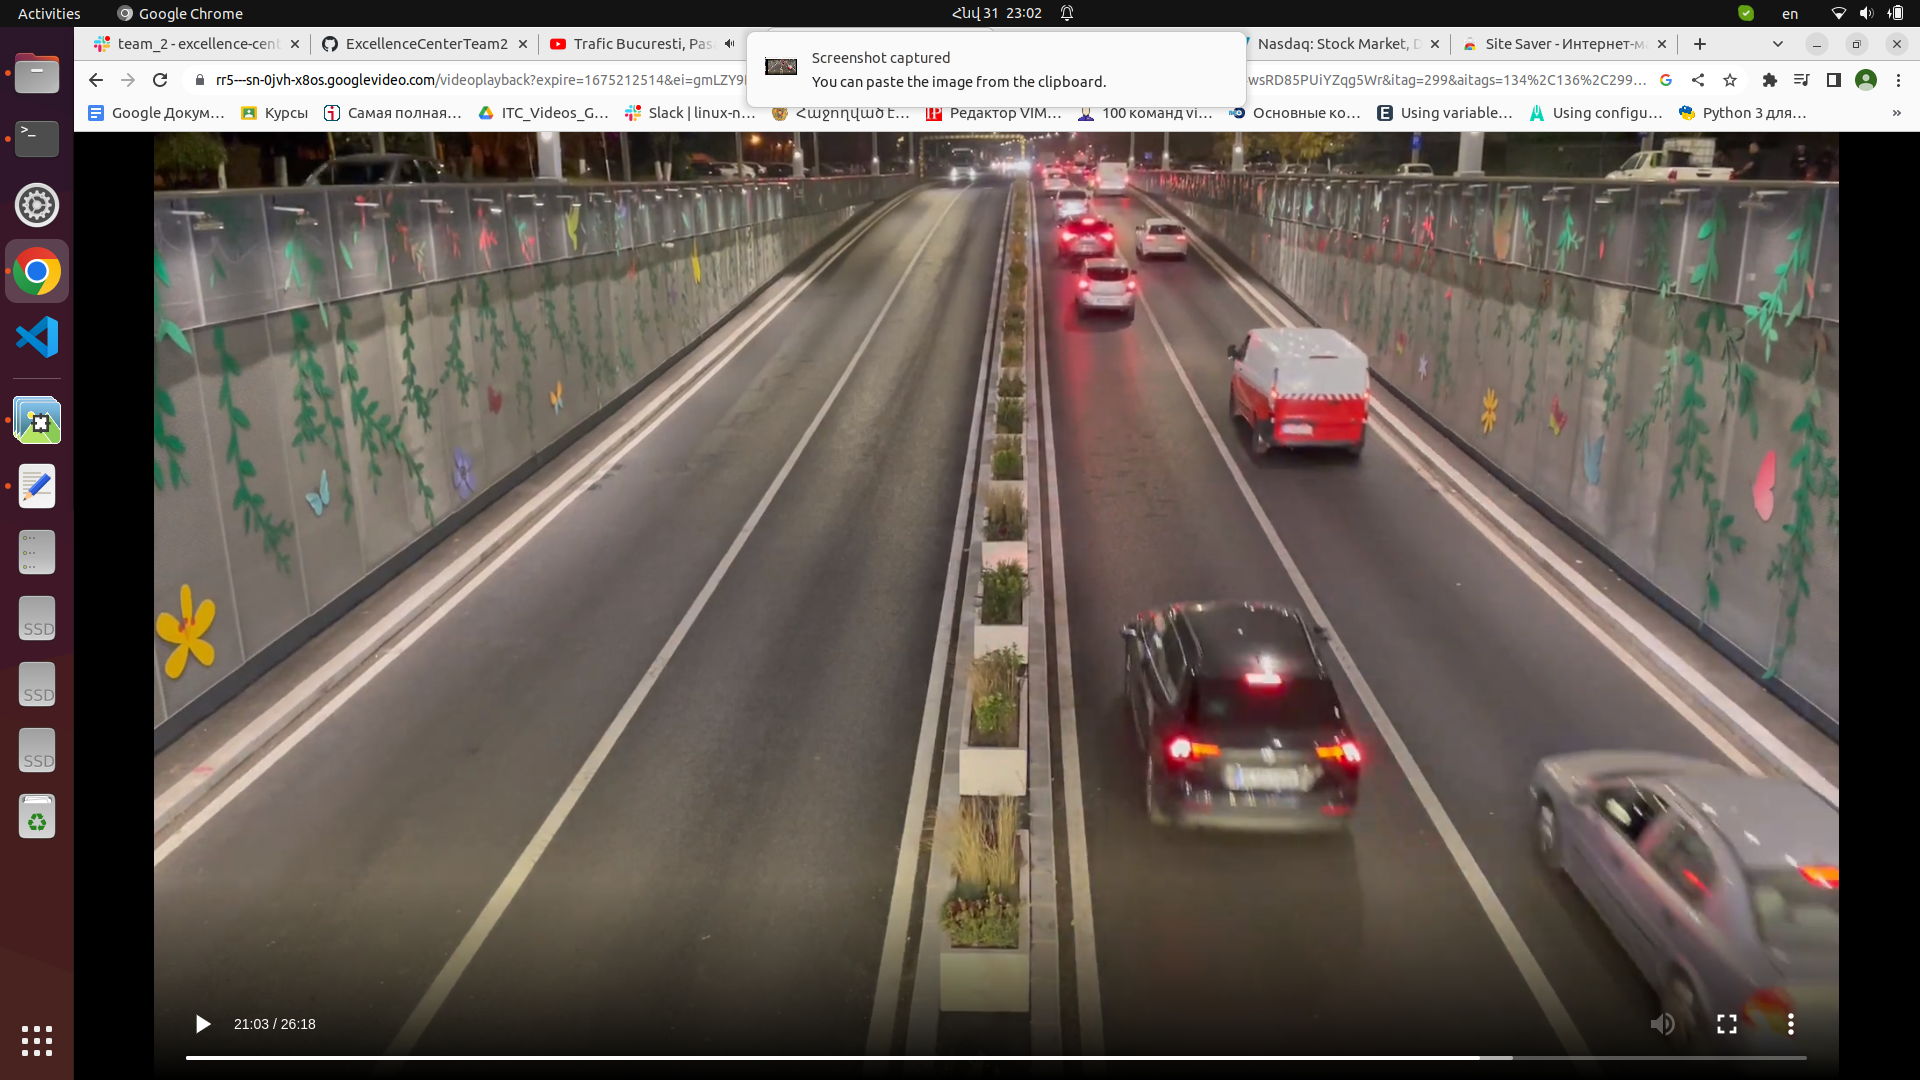 Activities
Google Chrome
Հնվ 31 23:02
en
team_2 - excellence-cent
ExcellenceCenterTeam2
Trafic Bucuresti, Pasa
Nasdaq: Stock Market, D
Site Saver - Интернет-ма
Screenshot captured
You can paste the image from the clipboard.
rr5---sn-0jvh-x8os.googlevideo.com/videoplayback?expire=1675212514&ei=gmLZY9
wsRD85PUiYZqg5Wr&itag=299&aitags=134%2C136%2C299...
Google Докум...
Курсы
Самая полная...
ITC_Videos_G...
Slack | linux-n...
Հաջորդված է...
Редактор VIM...
100 команд vi...
Основные ко...
Using variable...
Using configu...
Python 3 для...
»
SSD
SSD
SSD
21:03 / 26:18